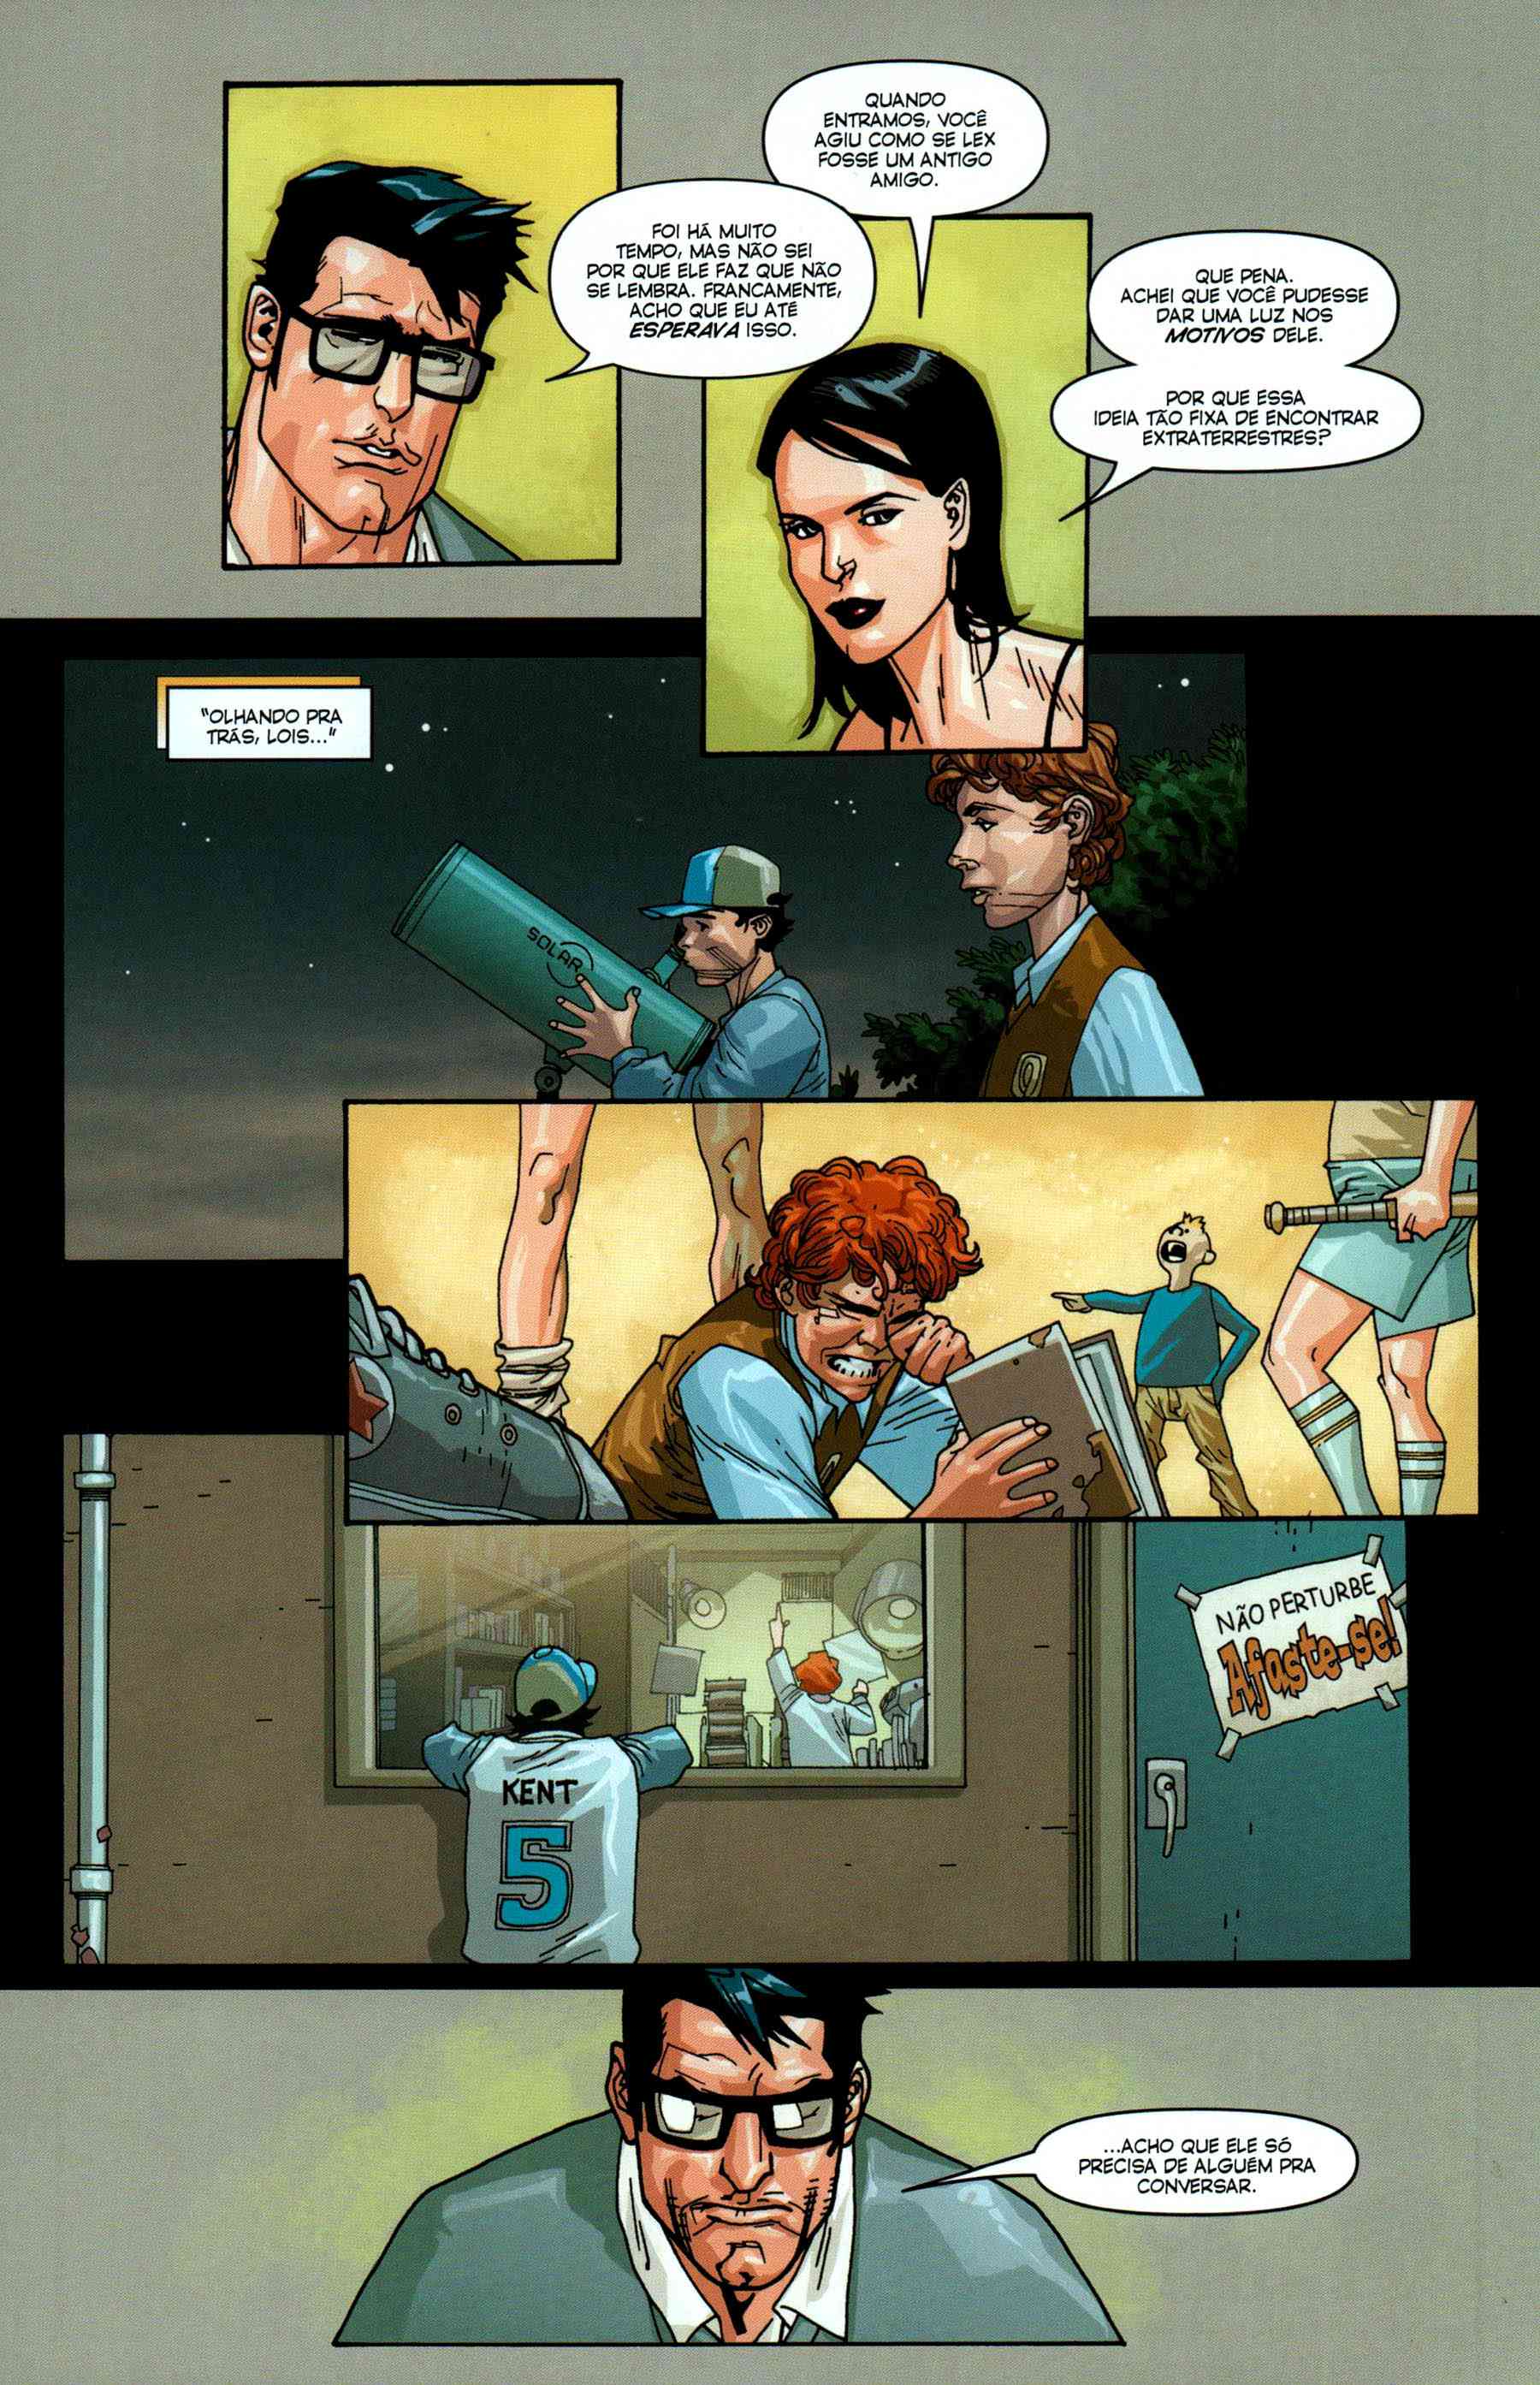 QUANDO
ENTRAMOS, VOCÊ
AGIU COMO SE LEX
FOSSE UM ANTIGO
AMIGO.
FOI HÁ MUITO
TEMPO, MAS NÃO SEI
POR QUE ELE FAZ QUE NÃO
SE LEMBRA. FRANCAMENTE,
ACHO QUE EU ATÉ
ESPERAVA ISSO.
QUE PENA.
ACHEI QUE VOCÊ PUDESSE
DAR UMA LUZ NOS
MOTIVOS DELE.
POR QUE ESSA
IDEIA TÃO FIXA DE ENCONTRAR
EXTRATERRESTRES?
"OLHANDO PRA
TRÁS, LOIS..."
SOLAR
NÃO PERTURBE
Afaste-se!
KENT
5
...ACHO QUE ELE SÓ
PRECISA DE ALGUÉM PRA
CONVERSAR.